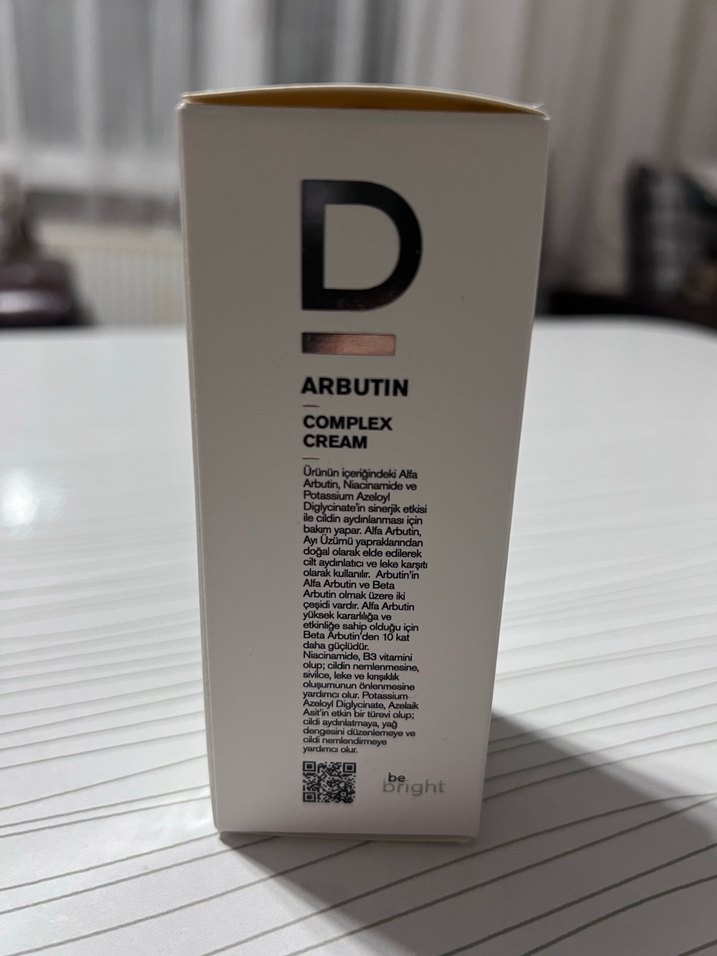 D
ARBUTIN
COMPLEX
CREAM
Ürünün içeriğindeki Alfa
Arbutin, Niacinamide ve
Potassium Azeloyl
Diglycinate'in sinerjik etkisi
ile cildin aydınlanması için
bakım yapar. Alfa Arbutin,
Ayı Üzümü yapraklarından
doğal olarak elde edilerek
cilt aydınlatıcı ve leke karşıtı
olarak kullanılır. Arbutin'in
Alfa Arbutin ve Beta
Arbutin olmak üzere iki
çeşidi vardır. Alfa Arbutin
yüksek kararlılığa ve
etkinliğe sahip olduğu için
Beta Arbutin'den 10 kat
daha güçlüdür.
Niacinamide, B3 vitamini
olup; cildin nemlenmesine,
sivilce, leke ve kırışıklık
oluşumunun önlenmesine
yardımcı olur. Potassium
Azeloyl Diglycinate, Azelaik
Asit'in etkin bir türevi olup;
cildi aydınlatmaya, yağ
dengesini düzenlemeye ve
cildi nemlendirmeye
yardımcı olur.
be
bright